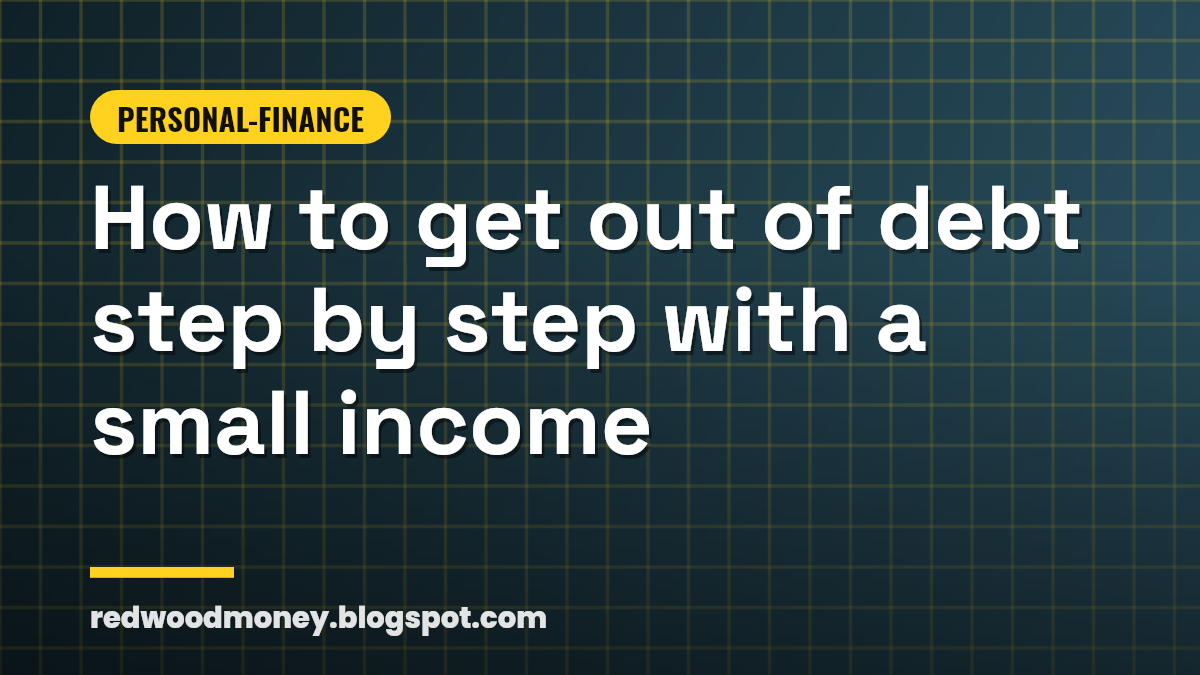 PERSONAL-FINANCE
How to get out of debt
step by step with a
small income
redwoodmoney.blogspot.com